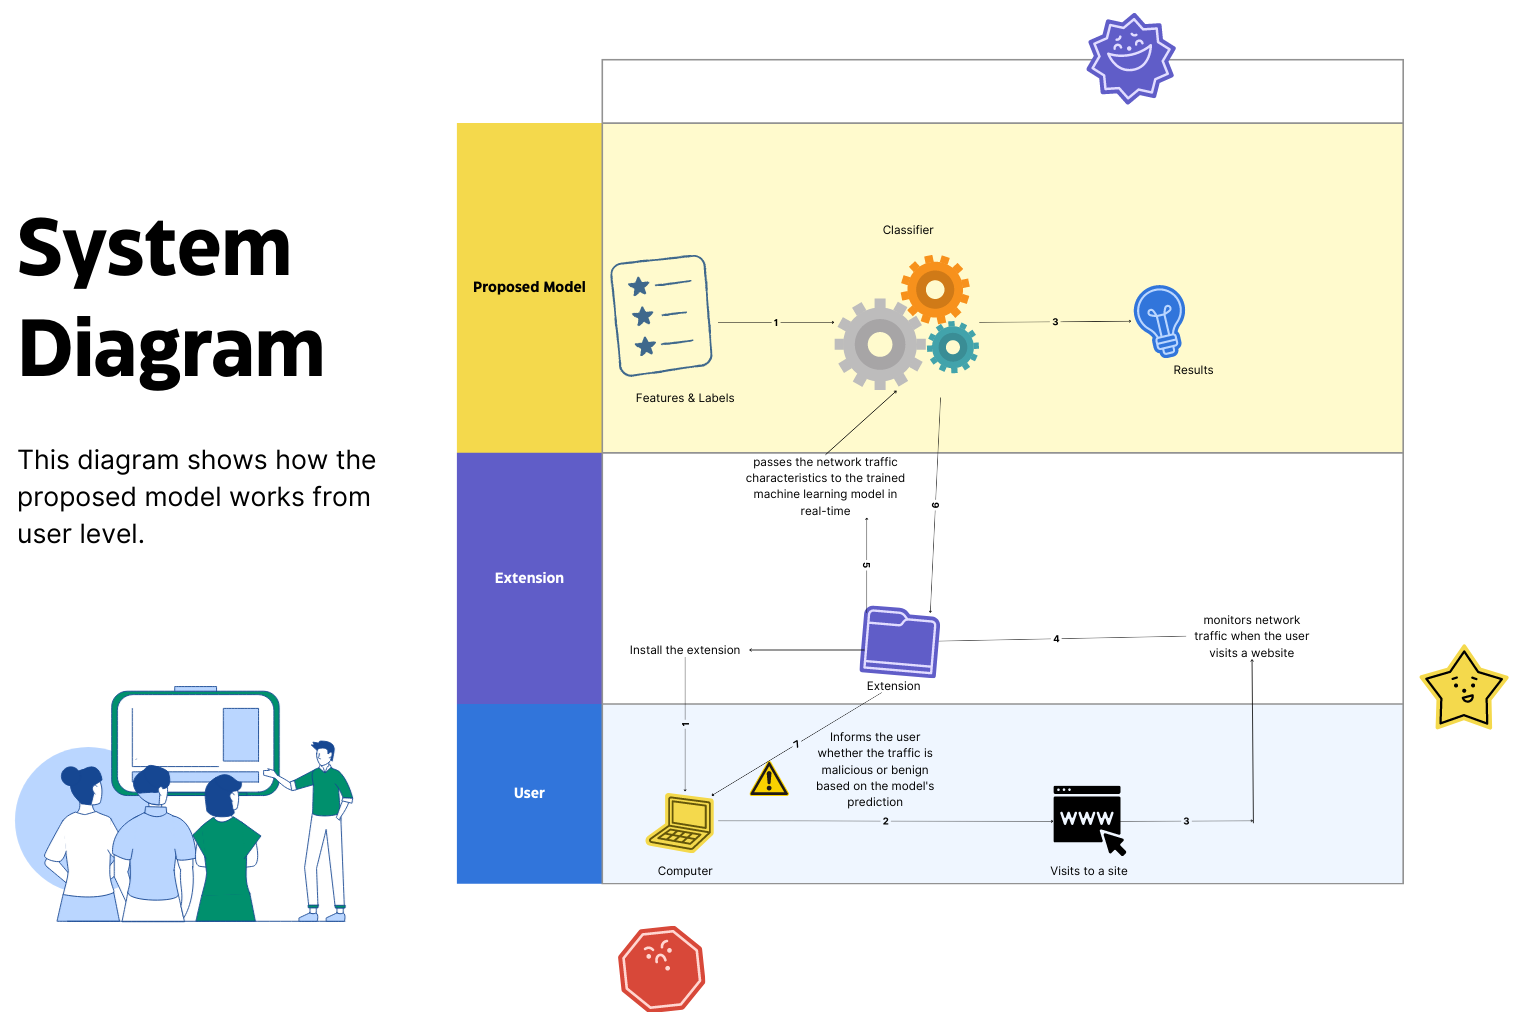 System
Diagram
This diagram shows how the
proposed model works from
user level.
Proposed Model
Classifier
1
3
Features & Labels
Results
Extension
passes the network traffic
characteristics to the trained
machine learning model in
real-time
6
5
Install the extension
4
monitors network
traffic when the user
visits a website
Extension
User
1
7
Informs the user
whether the traffic is
malicious or benign
based on the model's
prediction
2
WWW
3
Computer
Visits to a site